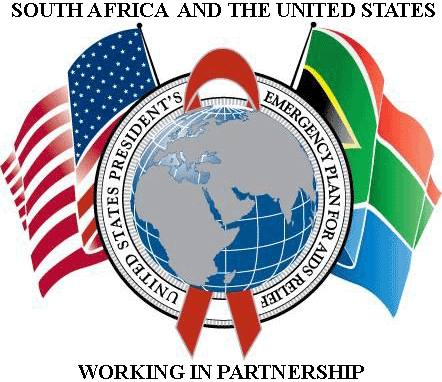 SOUTH AFRICA AND THE UNITED STATES
UNITED STATES PRESIDENT'S EMERGENCY PLAN FOR AIDS RELIEF
WORKING IN PARTNERSHIP